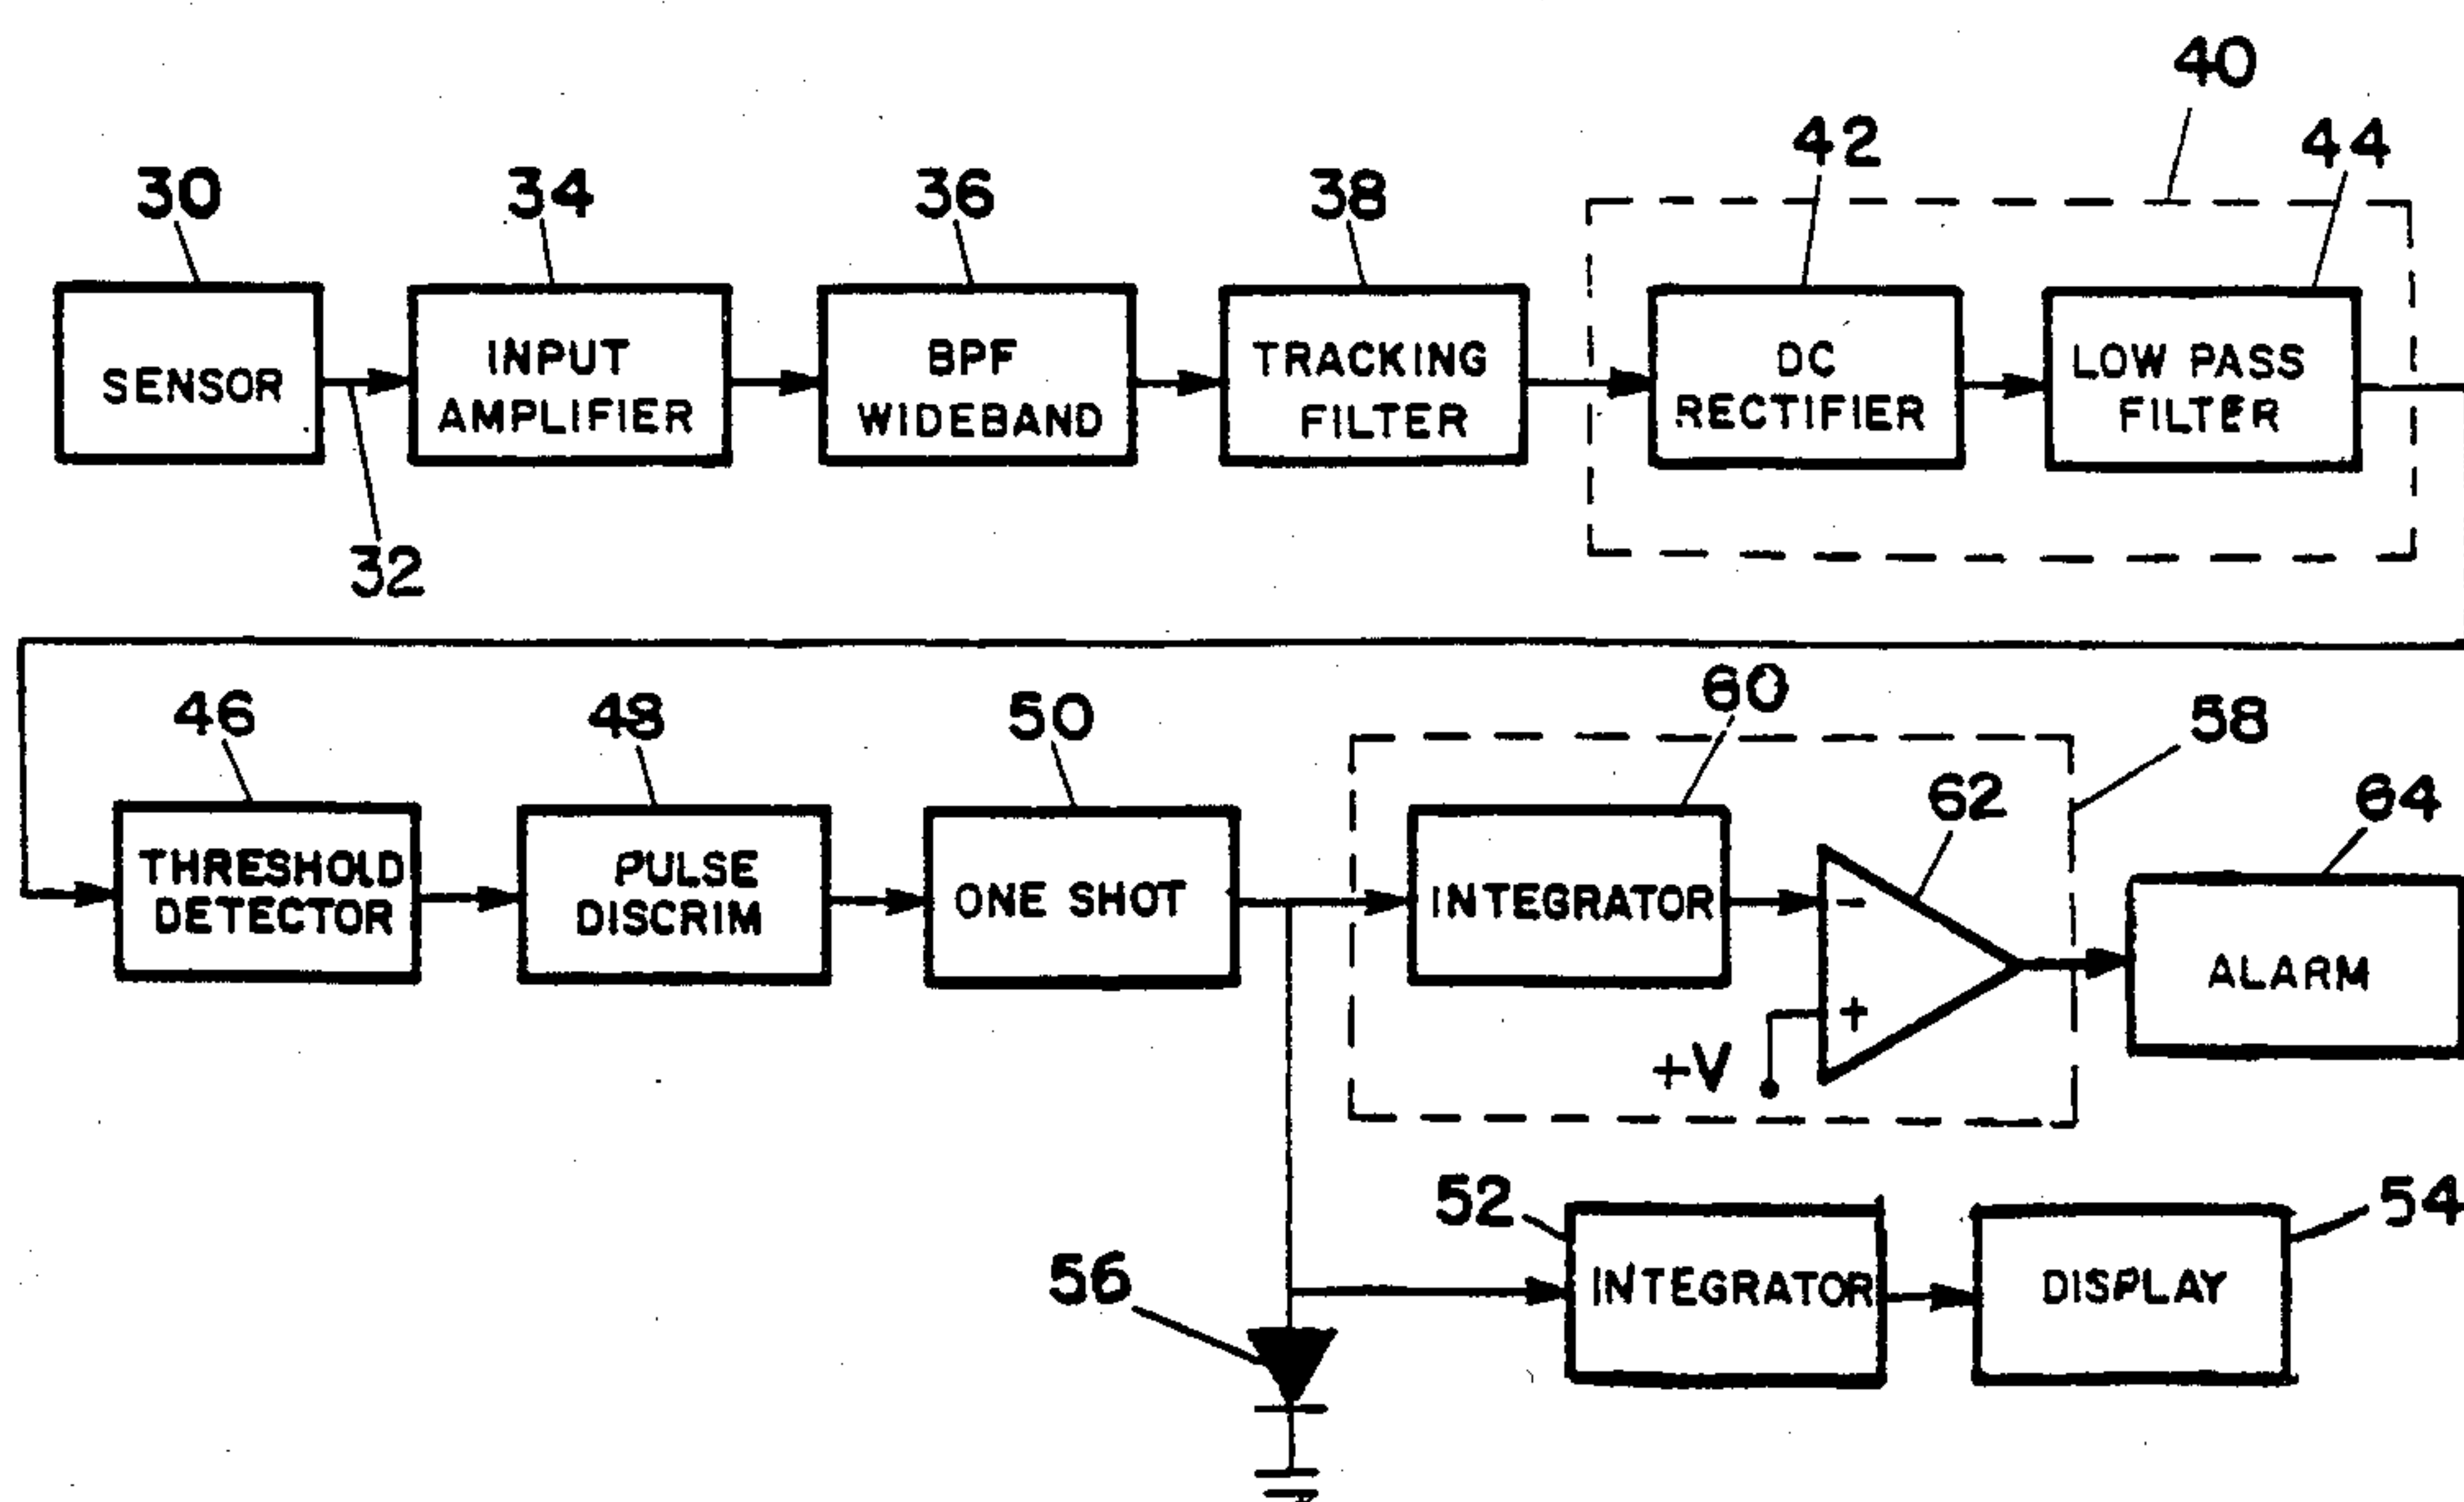 40
42
44
30
34
36
38
SENSOR
INPUT
AMPLIFIER
BPF
WIDEBAND
TRACKING
FILTER
DC
RECTIFIER
LOW PASS
FILTER
32
46
48
50
60
58
62
64
THRESHOLD
DETECTOR
PULSE
DISCRIM
ONE SHOT
INTEGRATOR
-
+
+V
ALARM
52
54
56
INTEGRATOR
DISPLAY